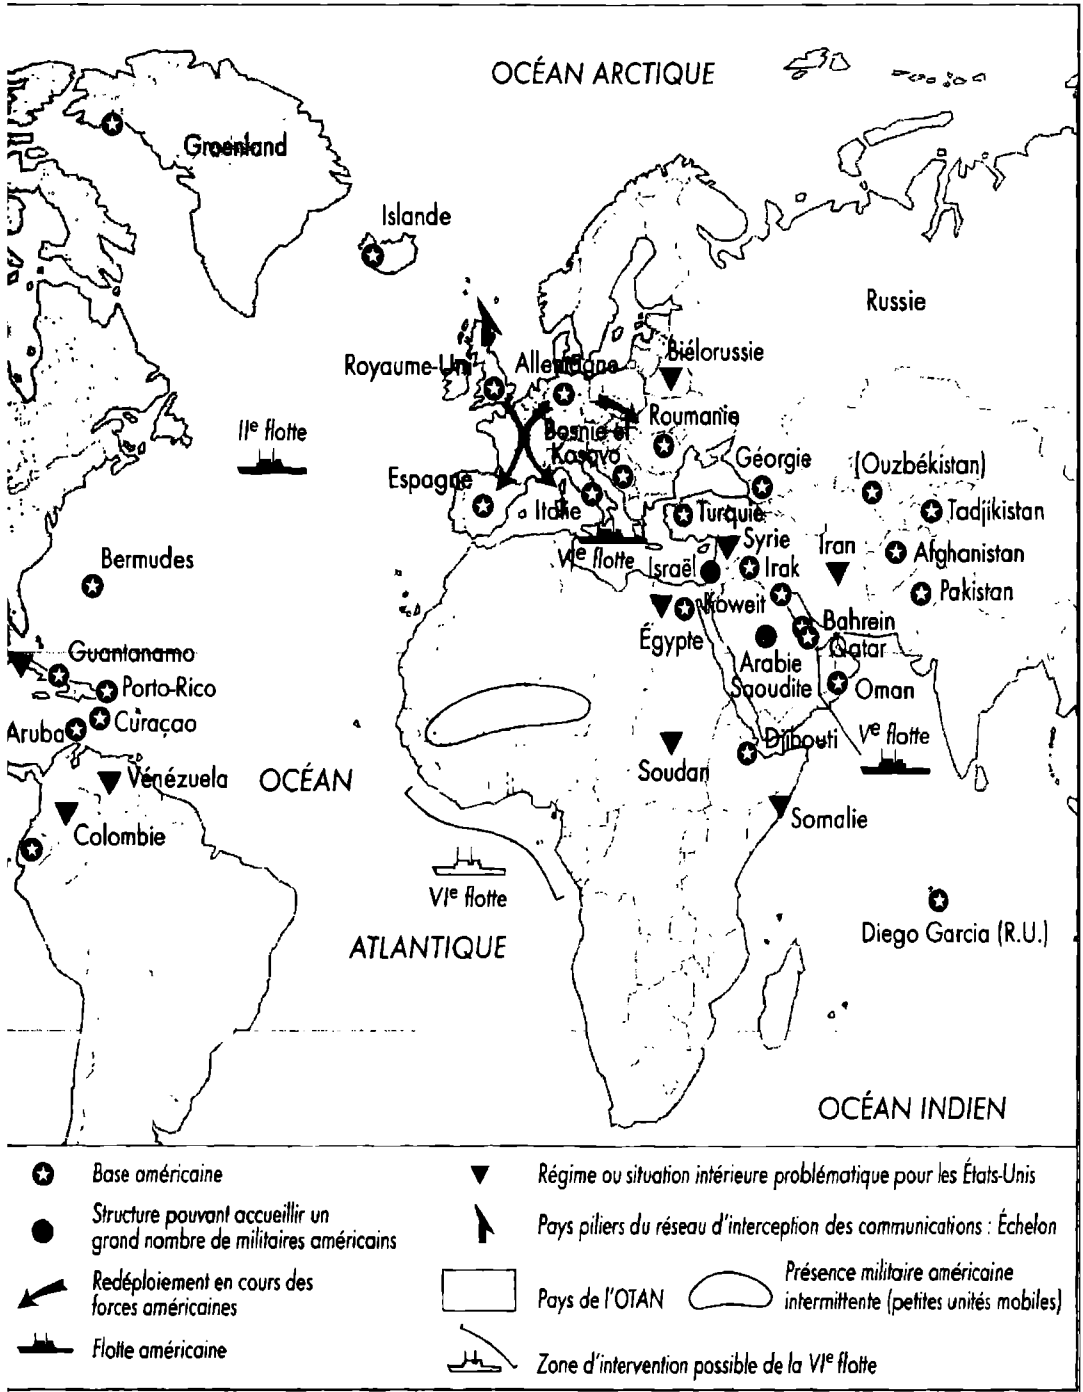 OCÉAN ARCTIQUE
Groenland
Islande
Russie
Royaume-Uni
Allemagne
Biélorussie
IIe flotte
Bosnie et
Kosovo
Roumanie
Géorgie
(Ouzbékistan)
Espagne
Italie
Turquie
Tadjikistan
Bermudes
VIe flotte
Syrie
Iran
Afghanistan
Israël
Irak
Pakistan
Koweit
Égypte
Bahrein
Qatar
Guantanamo
Arabie
Saoudite
Oman
Porto-Rico
Curaçao
Aruba
Djibouti
Ve flotte
Vénézuela
OCÉAN
Soudan
Colombie
Somalie
VIe flotte
Diego Garcia (R.U.)
ATLANTIQUE
OCÉAN INDIEN
Base américaine
Structure pouvant accueillir un
grand nombre de militaires américains
Redéploiement en cours des
forces américaines
Flotte américaine
Régime ou situation intérieure problématique pour les États-Unis
Pays piliers du réseau d'interception des communications : Échelon
Pays de l'OTAN
Présence militaire américaine
intermittente (petites unités mobiles)
Zone d'intervention possible de la VIe flotte